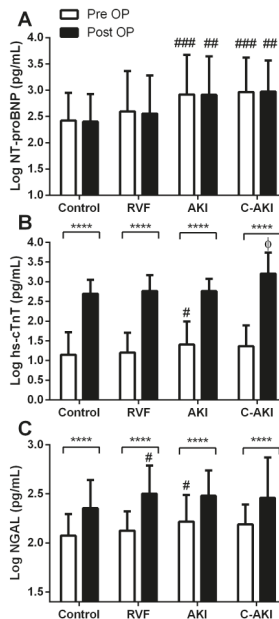 Pre OP
Post OP
A
Log NT-proBNP (pg/mL)
3.5
3.0
2.5
2.0
1.5
1.0
### ## ### ##
Control RVF AKI C-AKI
B
Log hs-cTnT (pg/mL)
4.0
3.5
3.0
2.5
2.0
1.5
1.0
0.5
0.0
**** **** **** ****
ϕ
#
Control RVF AKI C-AKI
C
Log NGAL (pg/mL)
3.0
2.5
2.0
1.5
**** **** **** ****
# #
Control RVF AKI C-AKI